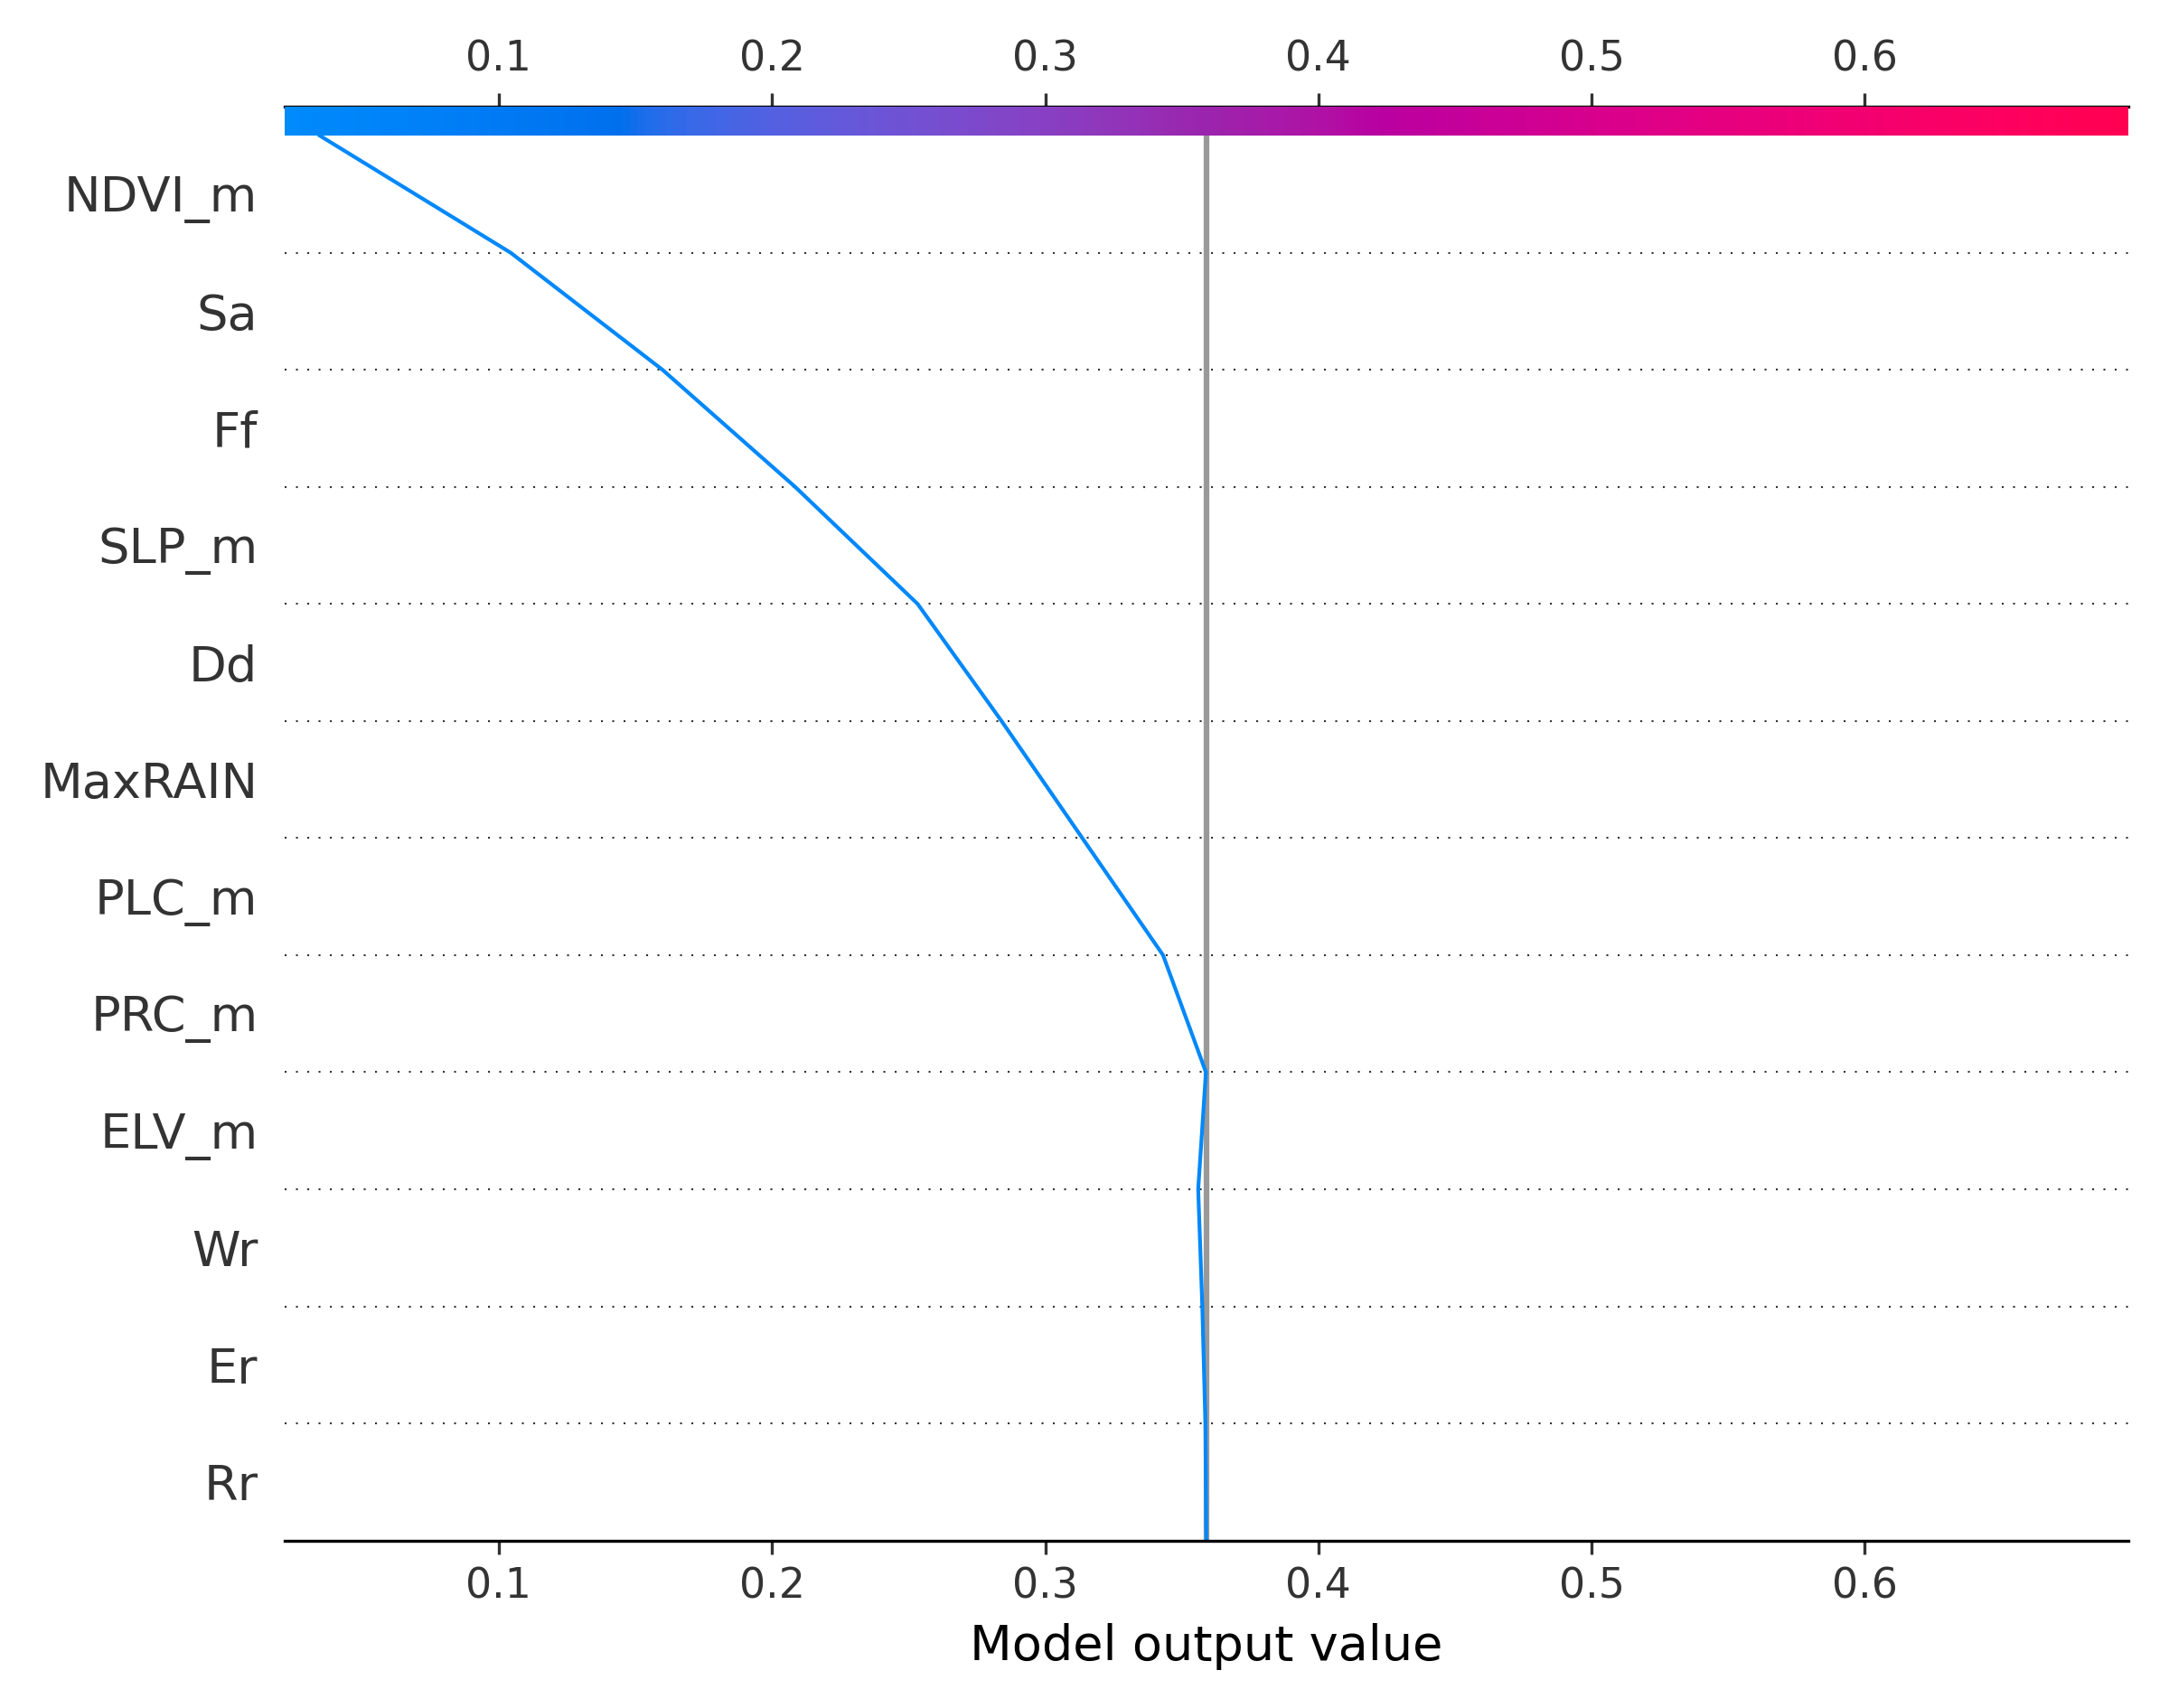 0.1 0.2 0.3 0.4 0.5 0.6
NDVI_m
Sa
Ff
SLP_m
Dd
MaxRAIN
PLC_m
PRC_m
ELV_m
Wr
Er
Rr
0.1 0.2 0.3 0.4 0.5 0.6
Model output value